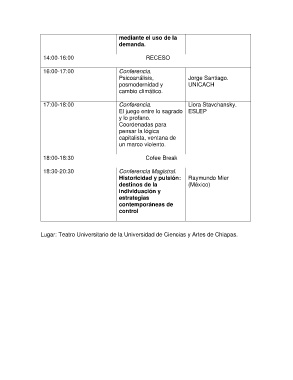 mediante el uso de la
demanda.
14:00-16:00 RECESO
16:00-17:00 Conferencia.
Psicoanálisis, Jorge Santiago.
posmodernidad y UNICACH
cambio climático.
17:00-18:00 Conferencia. Liora Stavchansky.
El juego entre lo sagrado ESLEP
y lo profano.
Coordenadas para
pensar la lógica
capitalista, ventana de
un marco violento.
18:00-18:30 Cofee Break
18:30-20:30 Conferencia Magistral.
Historicidad y pulsión: Raymundo Mier
destinos de la (México)
individuación y
estrategias
contemporáneas de
control
Lugar: Teatro Universitario de la Universidad de Ciencias y Artes de Chiapas.